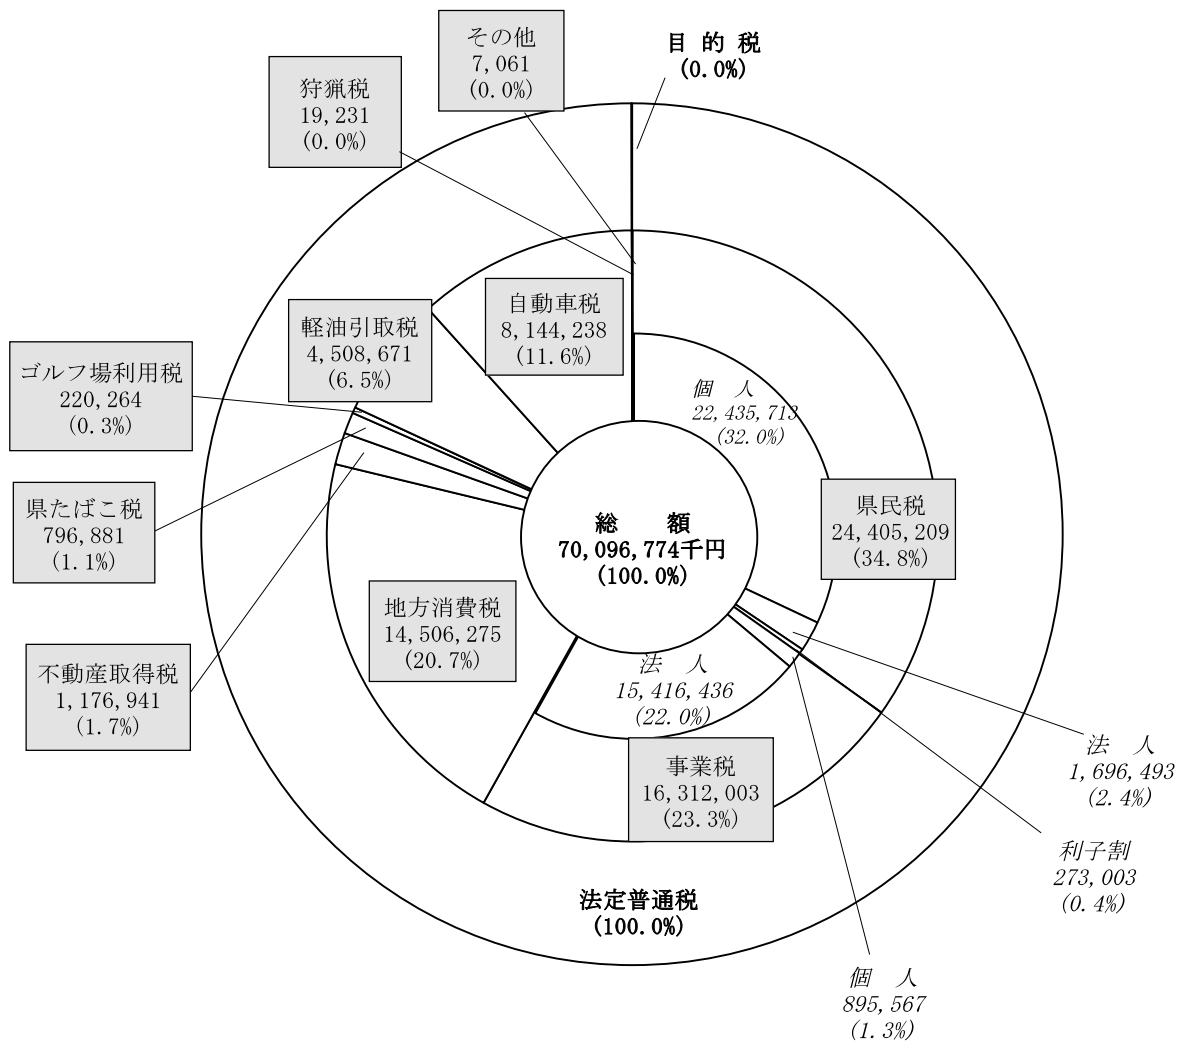 その他
7,061
(0.0%)
目 的 税
(0.0%)
狩猟税
19,231
(0.0%)
自動車税
8,144,238
(11.6%)
軽油引取税
4,508,671
(6.5%)
ゴルフ場利用税
220,264
(0.3%)
個 人
22,435,713
(32.0%)
県たばこ税
796,881
(1.1%)
総 額
70,096,774千円
(100.0%)
県民税
24,405,209
(34.8%)
地方消費税
14,506,275
(20.7%)
不動産取得税
1,176,941
(1.7%)
法 人
15,416,436
(22.0%)
事業税
16,312,003
(23.3%)
法 人
1,696,493
(2.4%)
利子割
273,003
(0.4%)
法定普通税
(100.0%)
個 人
895,567
(1.3%)